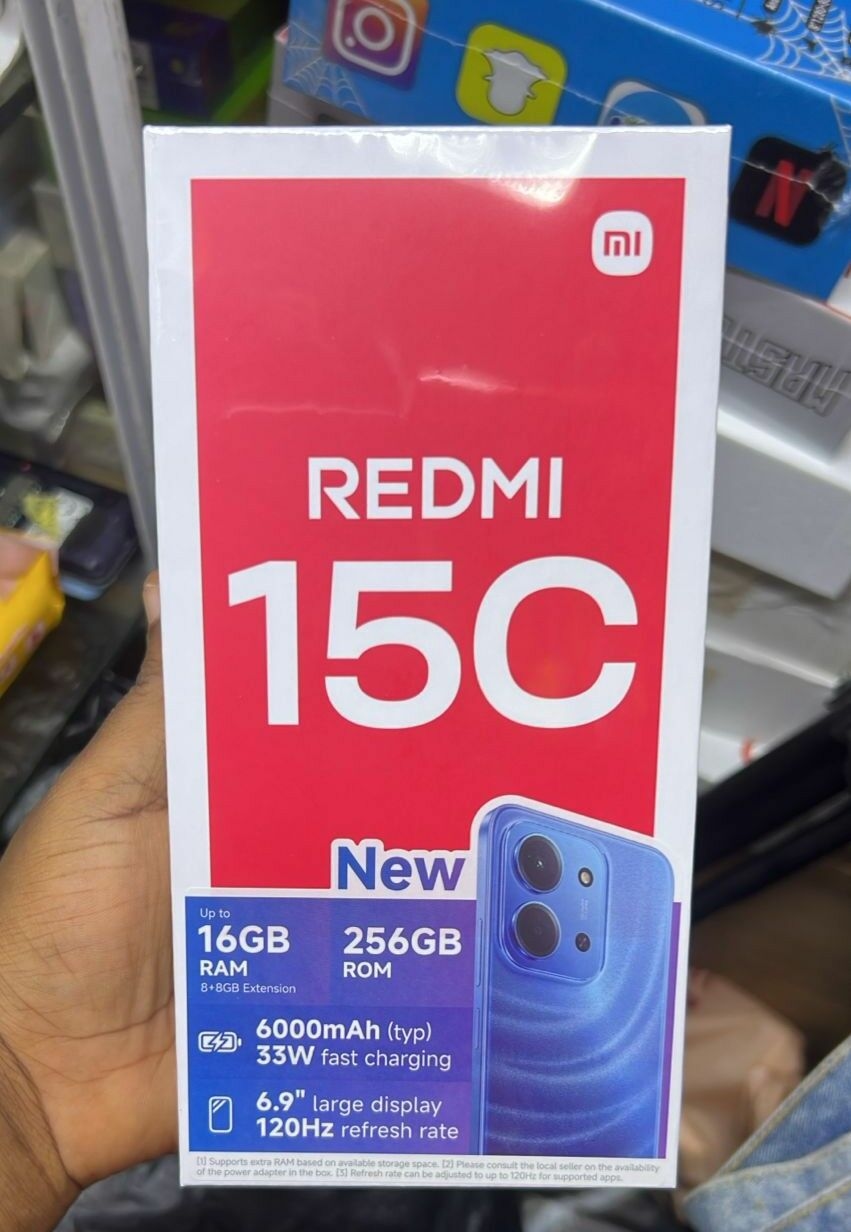 mi
REDMI
15C
New
Up to
16GB
RAM
8+8GB Extension
256GB
ROM
6000mAh (typ)
33W fast charging
6.9" large display
120Hz refresh rate
[1] Supports extra RAM based on available storage space. [2] Please consult the local seller on the availability
of the power adapter in the box. [3] Refresh rate can be adjusted to up to 120Hz for supported apps.
N